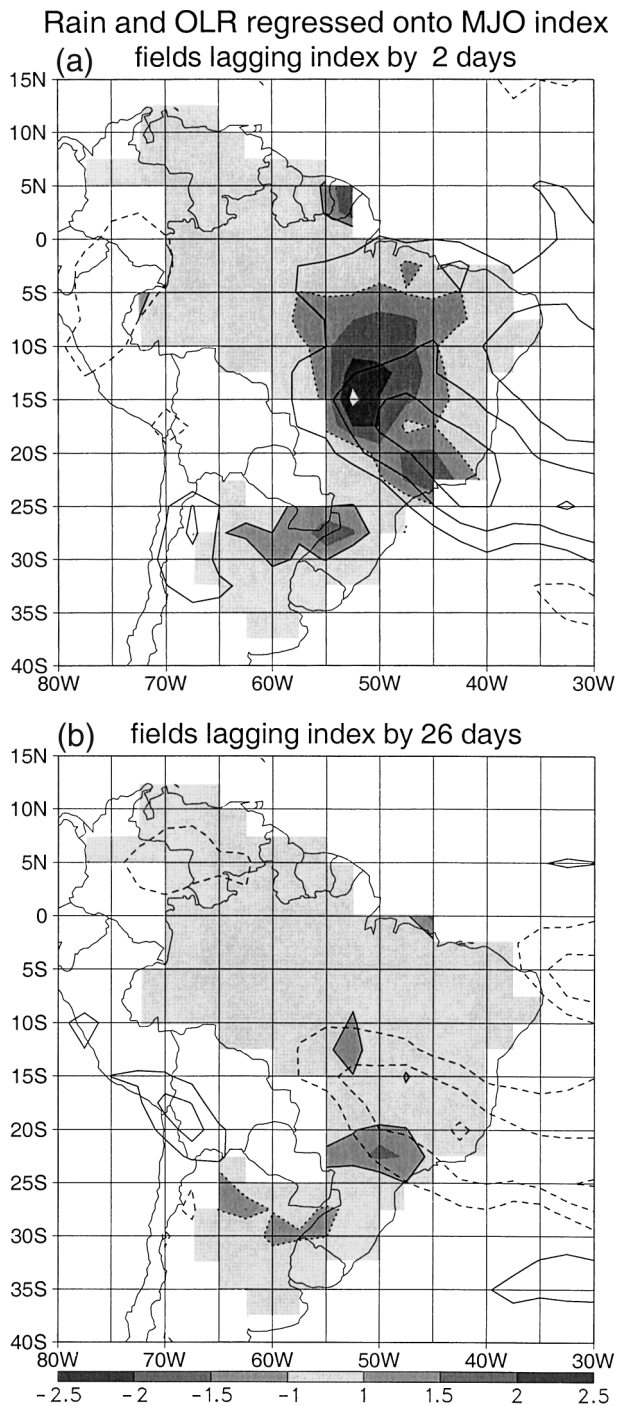 Rain and OLR regressed onto MJO index
(a) fields lagging index by 2 days
15N
10N
5N
0
5S
10S
15S
20S
25S
30S
35S
40S
80W 70W 60W 50W 40W 30W
(b) fields lagging index by 26 days
15N
10N
5N
0
5S
10S
15S
20S
25S
30S
35S
40S
80W 70W 60W 50W 40W 30W
-2.5 -2 -1.5 -1 1 1.5 2 2.5